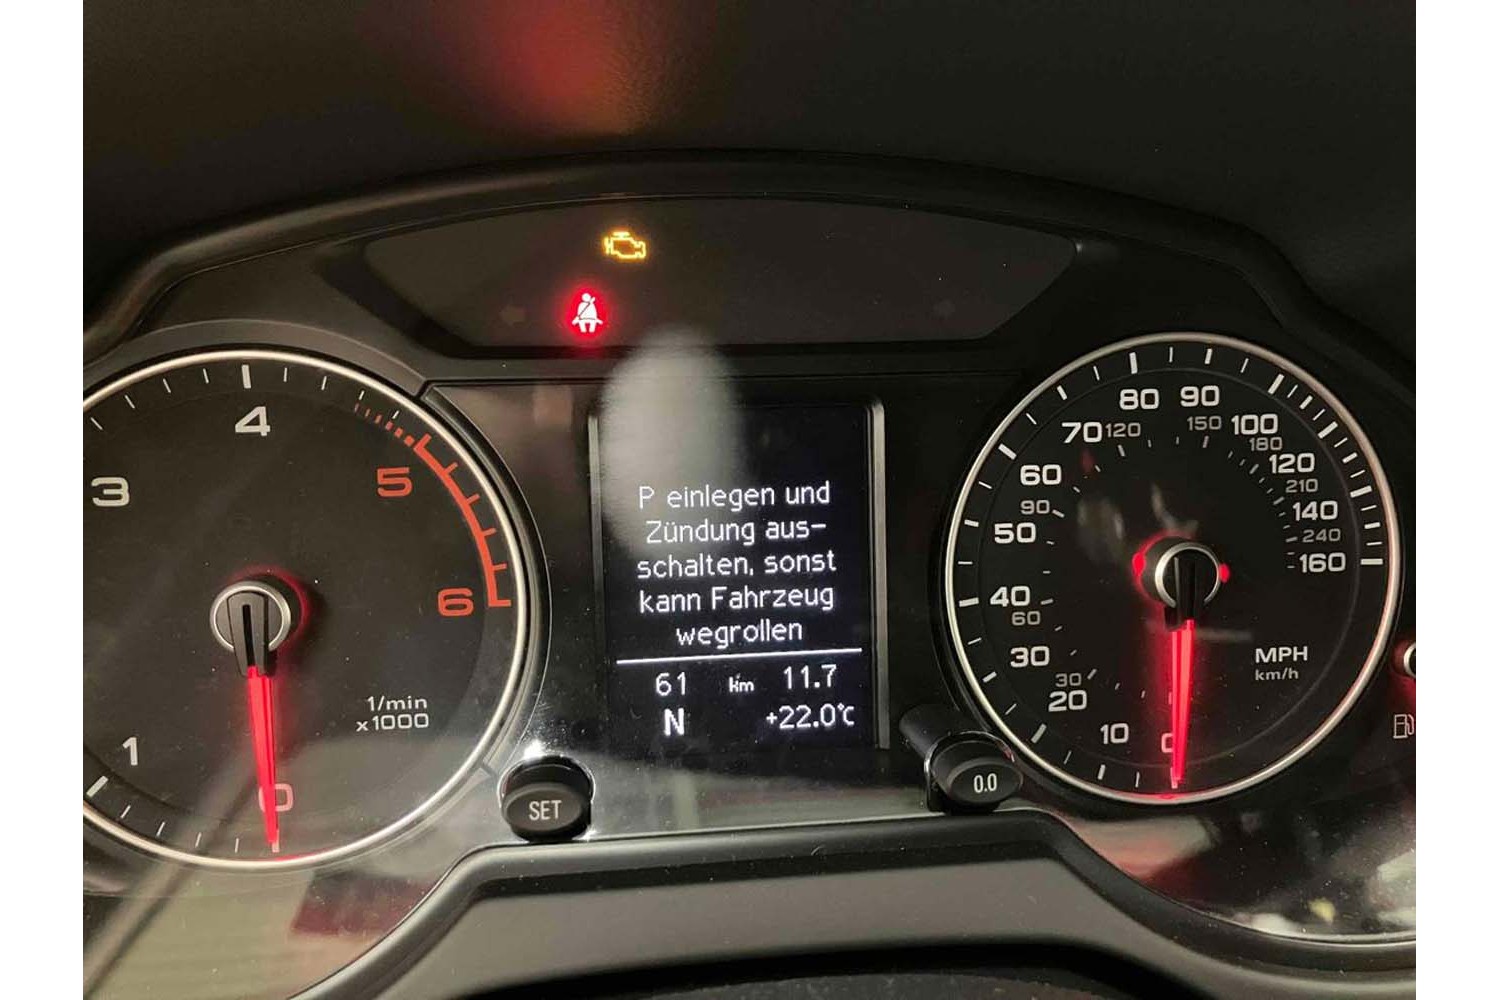 P einlegen und
Zündung aus-
schalten, sonst
kann Fahrzeug
wegrollen
61 km 11.7
N +22.0°C
SET
0.0
0
1
3
4
5
6
1/min
x1000
0
10
20
30
30
40
60
50
90
60
70
120
80
90
150
100
180
120
210
140
240
160
MPH
km/h